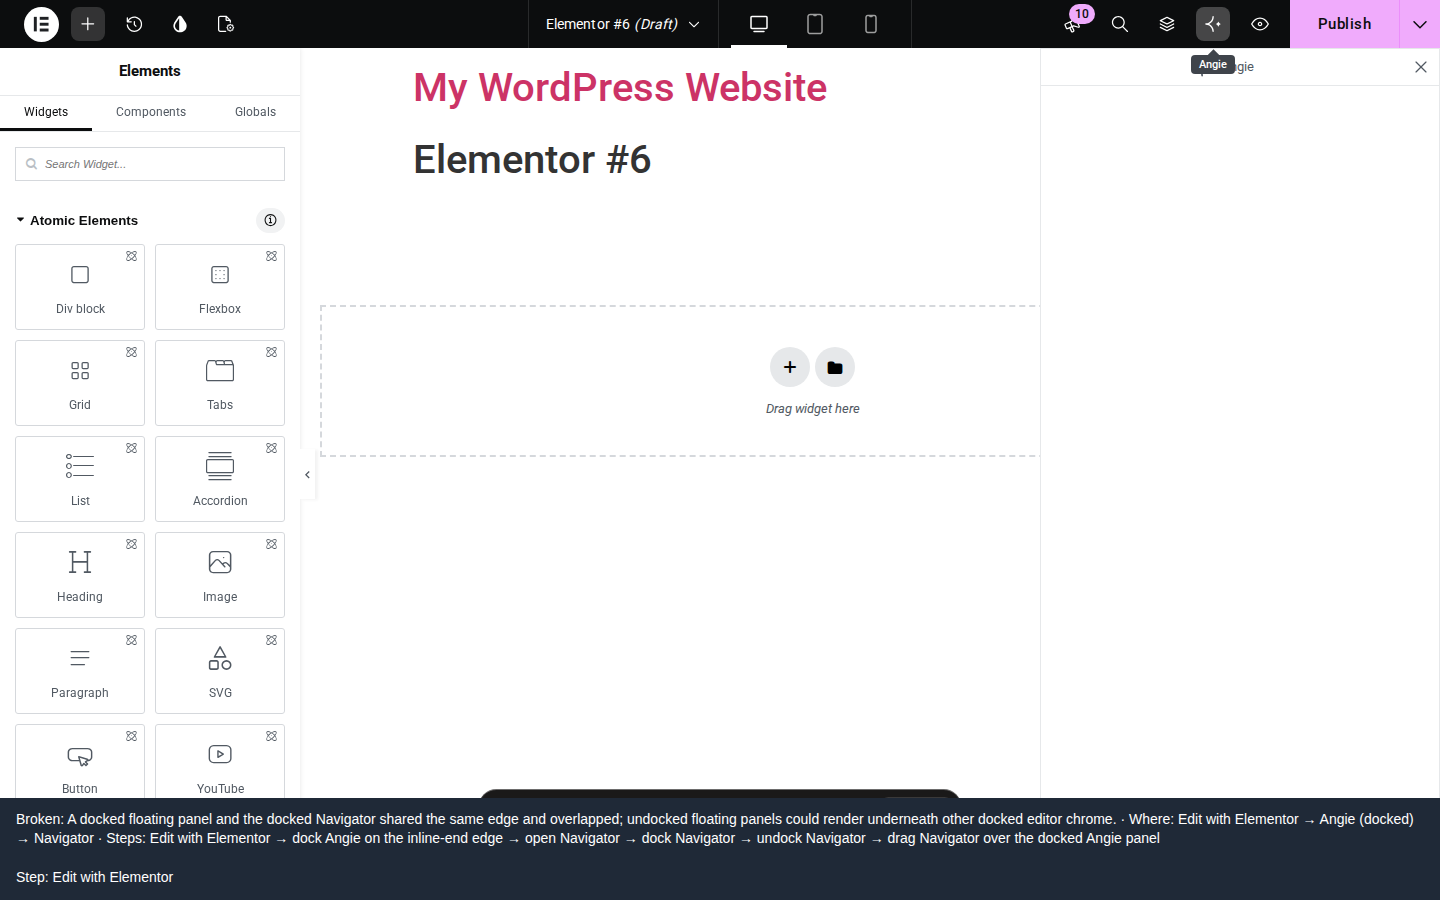 Elementor #6 (Draft)
10
Publish
Elements
Angie
Widgets
Components
Globals
Search Widget...
Atomic Elements
Div block
Flexbox
Grid
Tabs
List
Accordion
Heading
Image
Paragraph
SVG
Button
YouTube
My WordPress Website
Elementor #6
Drag widget here
Broken: A docked floating panel and the docked Navigator shared the same edge and overlapped; undocked floating panels could render underneath other docked editor chrome. · Where: Edit with Elementor → Angie (docked)
→ Navigator · Steps: Edit with Elementor → dock Angie on the inline-end edge → open Navigator → dock Navigator → undock Navigator → drag Navigator over the docked Angie panel
Step: Edit with Elementor